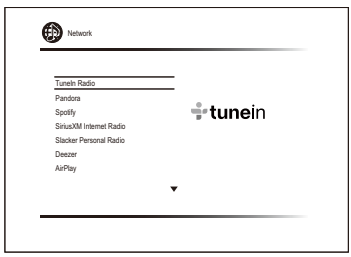 Network
TuneIn Radio
Pandora
Spotify
SiriusXM Internet Radio
Slacker Personal Radio
Deezer
AirPlay
tunein